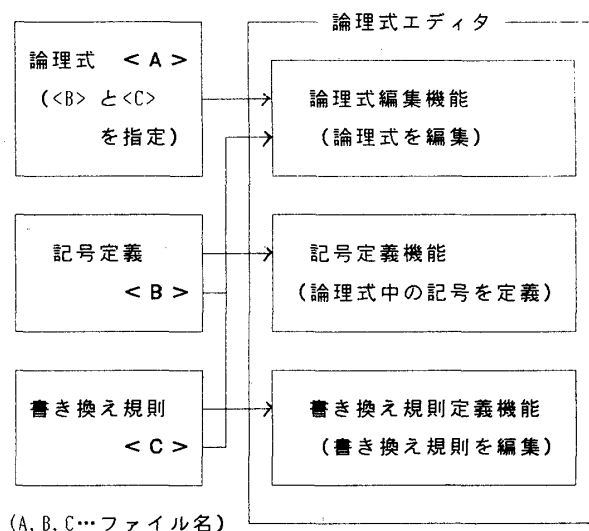 論理式エディタ
論理式 <A>
(<B> と<C>
を指定)
論理式編集機能
(論理式を編集)
記号定義
<B>
記号定義機能
(論理式中の記号を定義)
書き換え規則
<C>
書き換え規則定義機能
(書き換え規則を編集)
(A,B,C…ファイル名)